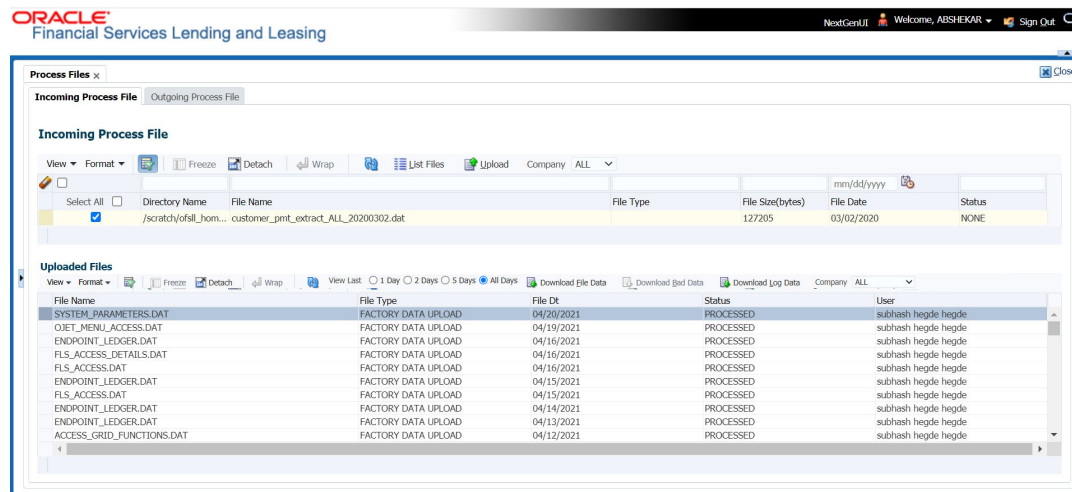 ORACLE®
NextGenUI Welcome, ABSHEKAR Sign Out
Financial Services Lending and Leasing
Process Files x
Close
Incoming Process File Outgoing Process File
Incoming Process File
View Format Freeze Detach Wrap List Files Upload Company ALL
mm/dd/yyyy
Select All Directory Name File Name File Type File Size(bytes) File Date Status
/scratch/ofsll_hom... customer_pmt_extract_ALL_20200302.dat 127205 03/02/2020 NONE
Uploaded Files
View Format Freeze Detach Wrap View Last 1 Day 2 Days 5 Days All Days Download File Data Download Bad Data Download Log Data Company ALL
File Name File Type File Dt Status User
SYSTEM_PARAMETERS.DAT FACTORY DATA UPLOAD 04/20/2021 PROCESSED subhash hegde hegde
OJET_MENU_ACCESS.DAT FACTORY DATA UPLOAD 04/19/2021 PROCESSED subhash hegde hegde
ENDPOINT_LEDGER.DAT FACTORY DATA UPLOAD 04/16/2021 PROCESSED subhash hegde hegde
FLS_ACCESS_DETAILS.DAT FACTORY DATA UPLOAD 04/16/2021 PROCESSED subhash hegde hegde
FLS_ACCESS.DAT FACTORY DATA UPLOAD 04/16/2021 PROCESSED subhash hegde hegde
ENDPOINT_LEDGER.DAT FACTORY DATA UPLOAD 04/15/2021 PROCESSED subhash hegde hegde
FLS_ACCESS.DAT FACTORY DATA UPLOAD 04/15/2021 PROCESSED subhash hegde hegde
ENDPOINT_LEDGER.DAT FACTORY DATA UPLOAD 04/14/2021 PROCESSED subhash hegde hegde
ENDPOINT_LEDGER.DAT FACTORY DATA UPLOAD 04/13/2021 PROCESSED subhash hegde hegde
ACCESS_GRID_FUNCTIONS.DAT FACTORY DATA UPLOAD 04/12/2021 PROCESSED subhash hegde hegde